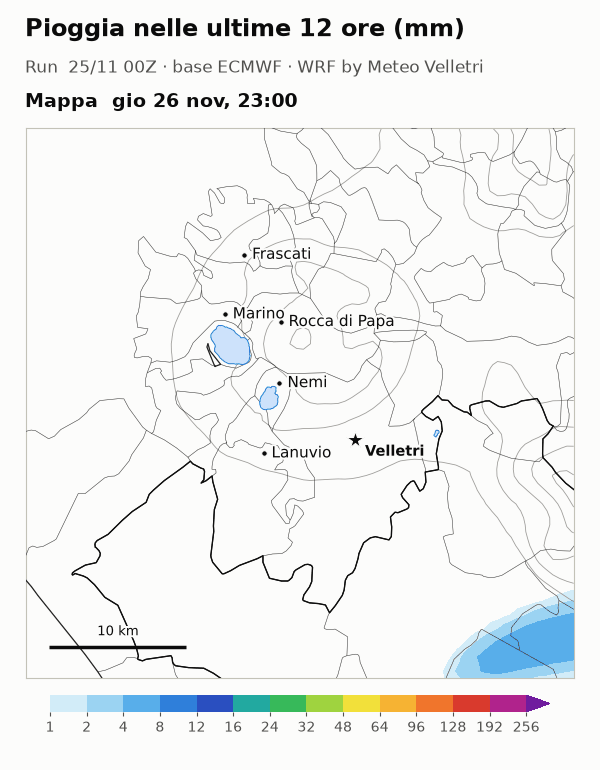 Pioggia nelle ultime 12 ore (mm)
Run  25/11 00Z · base ECMWF · WRF by Meteo Velletri
Mappa  gio 26 nov, 23:00
Frascati
Marino
Rocca di Papa
Nemi
Velletri
Lanuvio
10 km
1 2 4 8 12 16 24 32 48 64 96 128 192 256